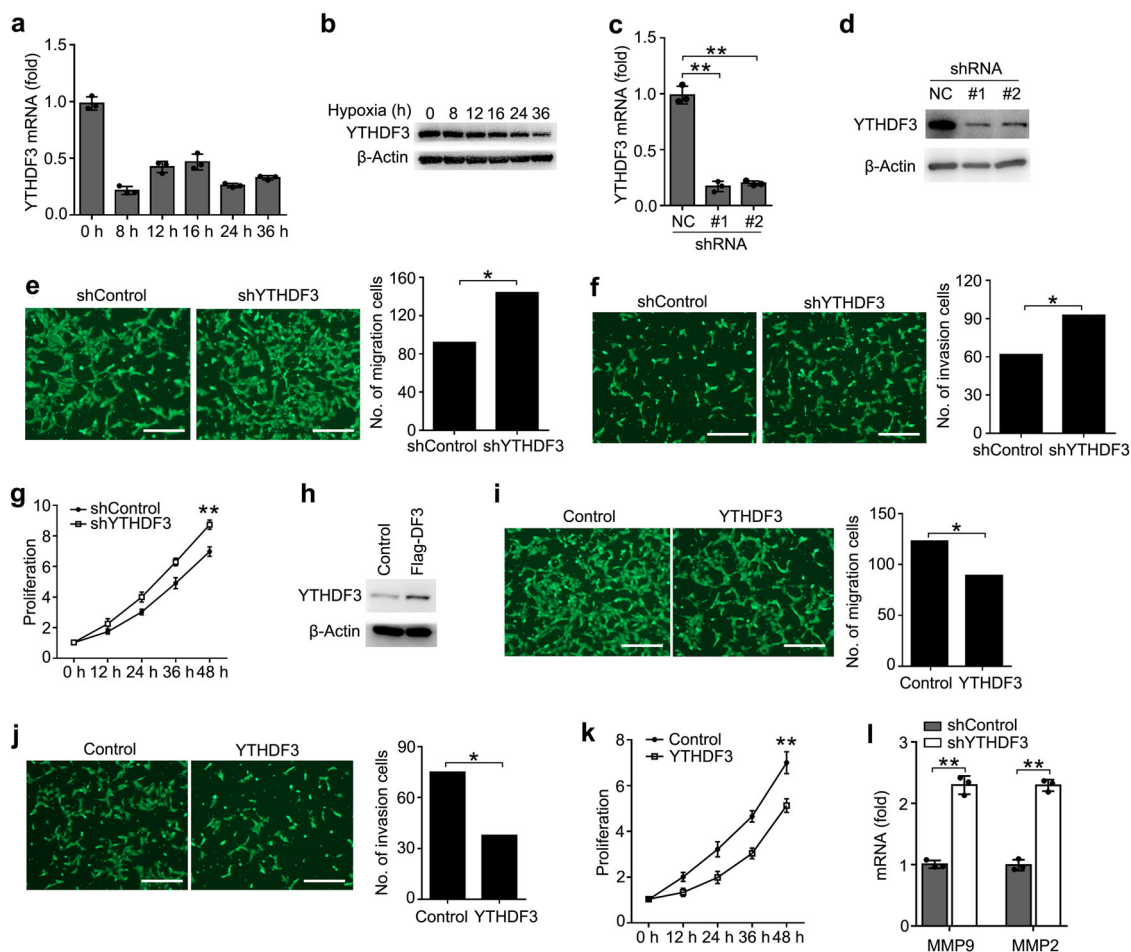 a
YTHDF3 mRNA (fold)
1.5
1.0
0.5
0.0
0 h 8 h 12 h 16 h 24 h 36 h
b
Hypoxia (h) 0 8 12 16 24 36
YTHDF3
β-Actin
c
YTHDF3 mRNA (fold)
1.5
1.0
0.5
0.0
**
**
NC #1 #2
shRNA
d
shRNA
NC #1 #2
YTHDF3
β-Actin
e
shControl shYTHDF3
No. of migration cells
160
120
80
40
0
*
shControl shYTHDF3
f
shControl shYTHDF3
No. of invasion cells
120
90
60
30
0
*
shControl shYTHDF3
g
Proliferation
10
8
6
4
2
0
shControl
shYTHDF3
**
0 h 12 h 24 h 36 h 48 h
h
Control Flag-DF3
YTHDF3
β-Actin
i
Control YTHDF3
No. of migration cells
150
100
50
0
*
Control YTHDF3
j
Control YTHDF3
No. of invasion cells
90
60
30
0
*
Control YTHDF3
k
Proliferation
8
6
4
2
0
Control
YTHDF3
**
0 h 12 h 24 h 36 h 48 h
l
shControl
shYTHDF3
mRNA (fold)
3
2
1
0
** **
MMP9 MMP2